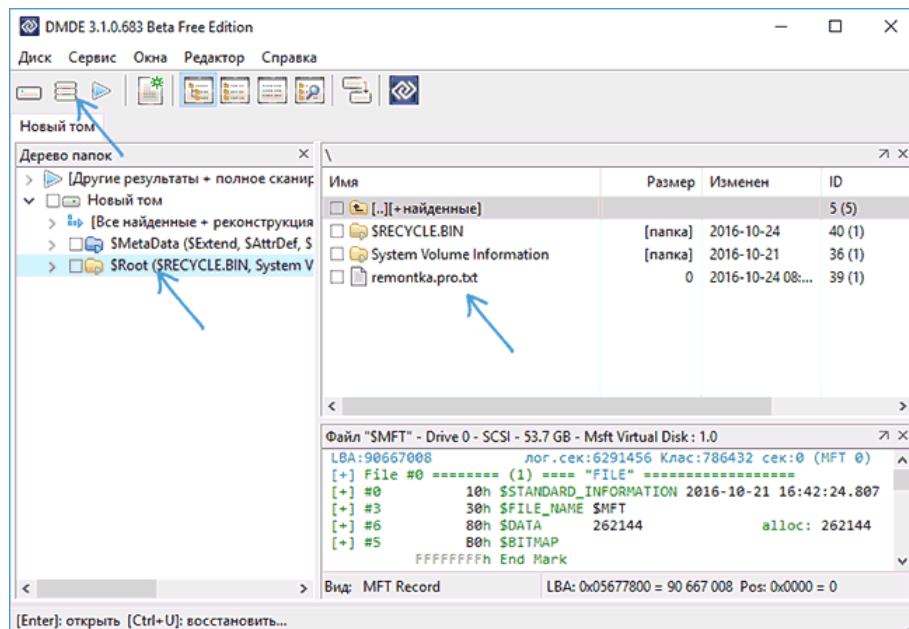 DMDE 3.1.0.683 Beta Free Edition
Диск Сервис Окна Редактор Справка
Новый том
Дерево папок
[Другие результаты + полное сканир
Новый том
[Все найденные + реконструкция
$MetaData ($Extend, $AttrDef, $
$Root ($RECYCLE.BIN, System V
\
Имя Размер Изменен ID
[..][+найденные] 5 (5)
$RECYCLE.BIN [папка] 2016-10-24 40 (1)
System Volume Information [папка] 2016-10-21 36 (1)
remontka.pro.txt 0 2016-10-24 08:... 39 (1)
Файл "$MFT" - Drive 0 - SCSI - 53.7 GB - Msft Virtual Disk : 1.0
LBA:90667008 лог.сек:6291456 Клас:786432 сек:0 (MFT 0)
[+] File #0 ======== (1) ==== "FILE" ==================
[+] #0 10h $STANDARD_INFORMATION 2016-10-21 16:42:24.807
[+] #3 30h $FILE_NAME $MFT
[+] #6 80h $DATA 262144 alloc: 262144
[+] #5 B0h $BITMAP
FFFFFFFFh End Mark
Вид: MFT Record LBA: 0x05677800 = 90 667 008 Pos: 0x0000 = 0
[Enter]: открыть [Ctrl+U]: восстановить...